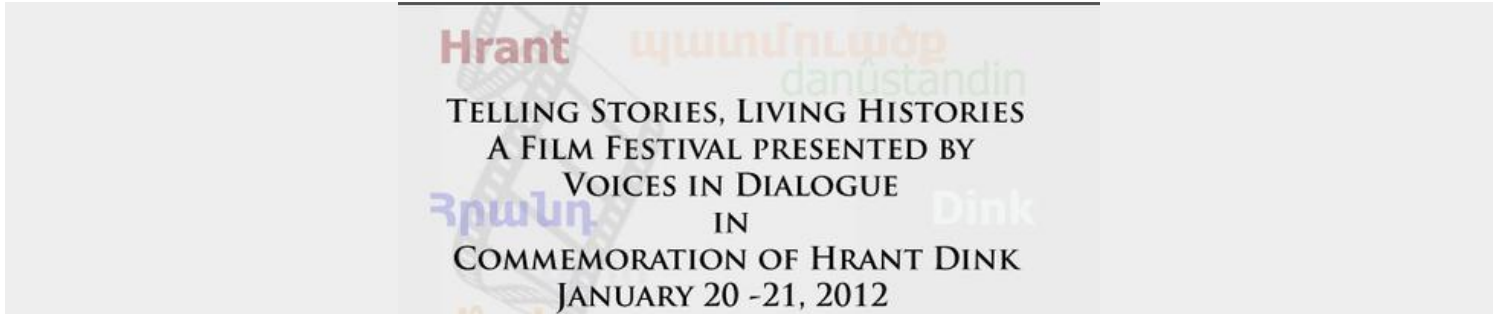 Hrant պատմուածք
danûstandin
TELLING STORIES, LIVING HISTORIES
A FILM FESTIVAL PRESENTED BY
VOICES IN DIALOGUE
Հրանդ Dink
IN
COMMEMORATION OF HRANT DINK
JANUARY 20 -21, 2012